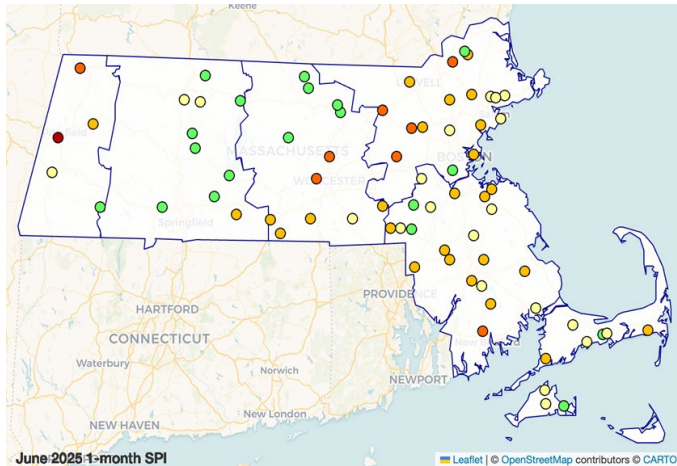 Keene
LOWELL
MASSACHUSETTS
BOSTON
WORCESTER
Springfield
HARTFORD
PROVIDENCE
CONNECTICUT
Waterbury
Norwich
NEWPORT
New London
NEW HAVEN
June 2025 1-month SPI
Leaflet | © OpenStreetMap contributors © CARTO